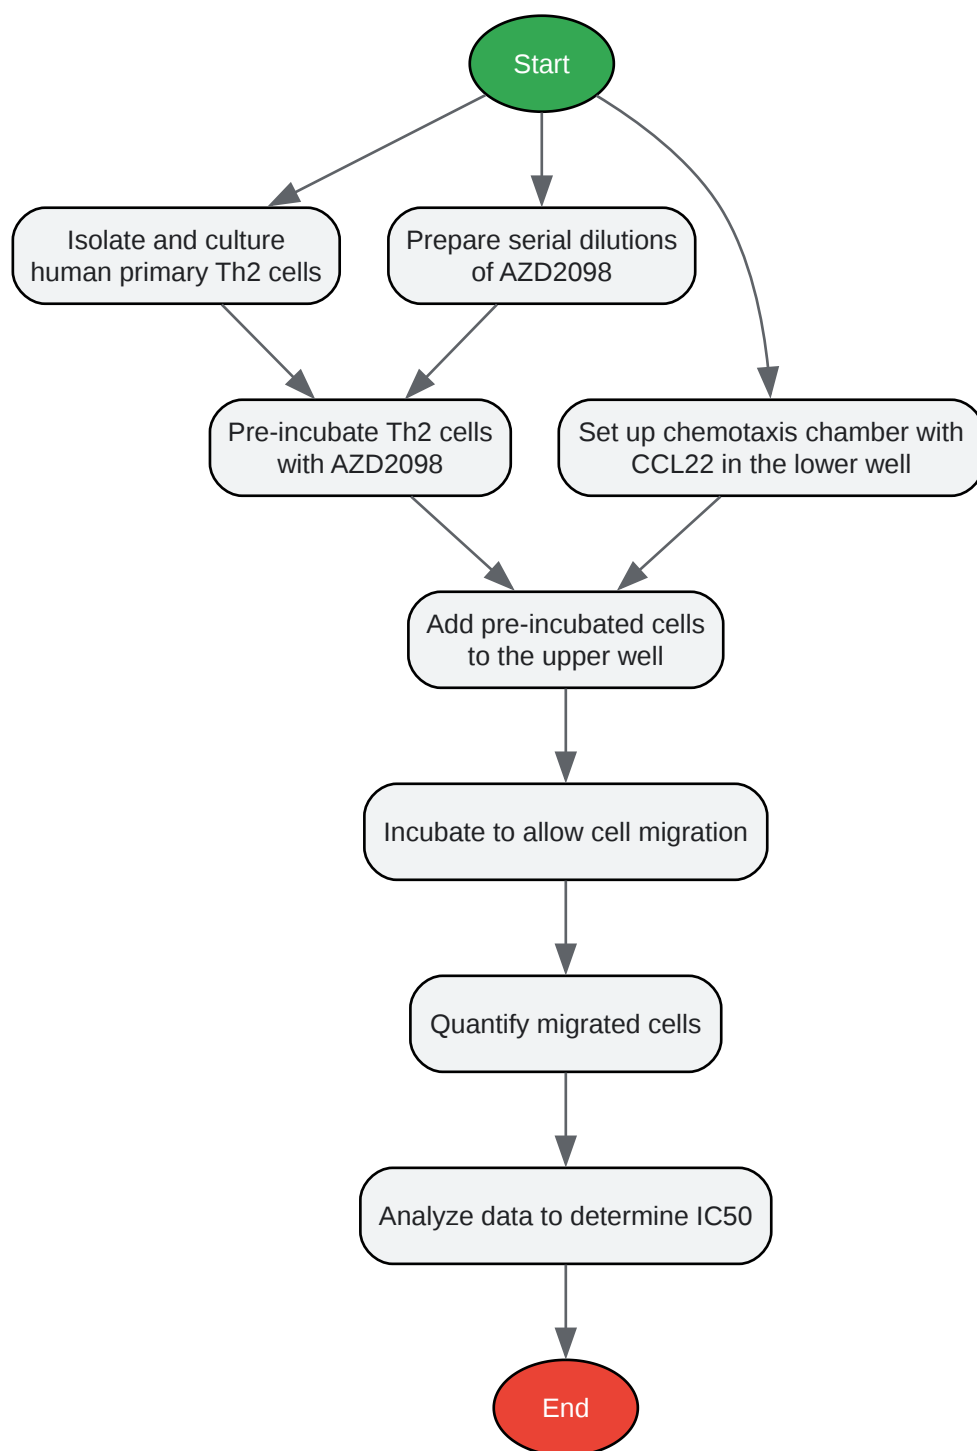 Start
Isolate and culture
human primary Th2 cells
Prepare serial dilutions
of AZD2098
Pre-incubate Th2 cells
with AZD2098
Set up chemotaxis chamber with
CCL22 in the lower well
Add pre-incubated cells
to the upper well
Incubate to allow cell migration
Quantify migrated cells
Analyze data to determine IC50
End